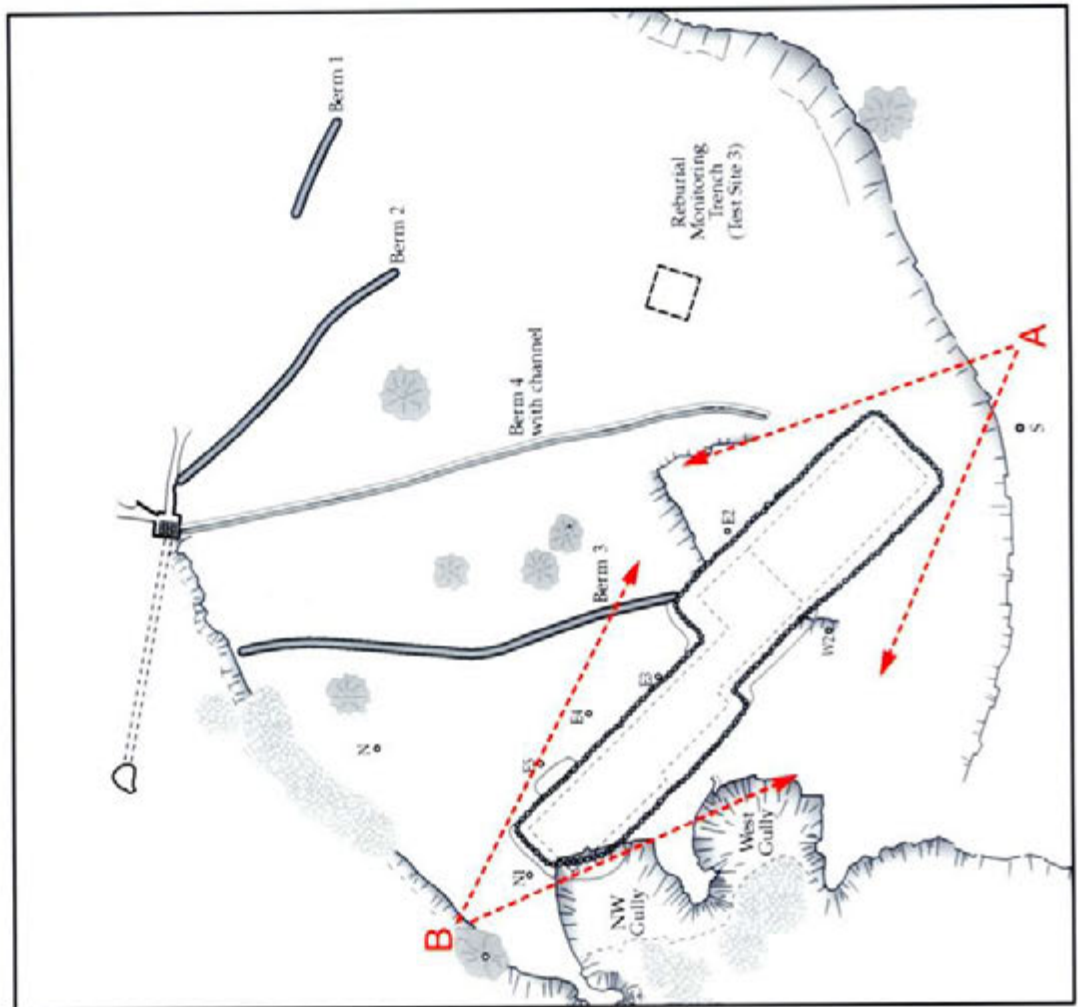 Berm 1
Berm 2
Reburial
Monitoring
Trench
(Test Site 3)
Berm 4
with channel
Berm 3
A
S
E2
W2
E3
E4
E5
N
N1
B
West
Gully
NW
Gully